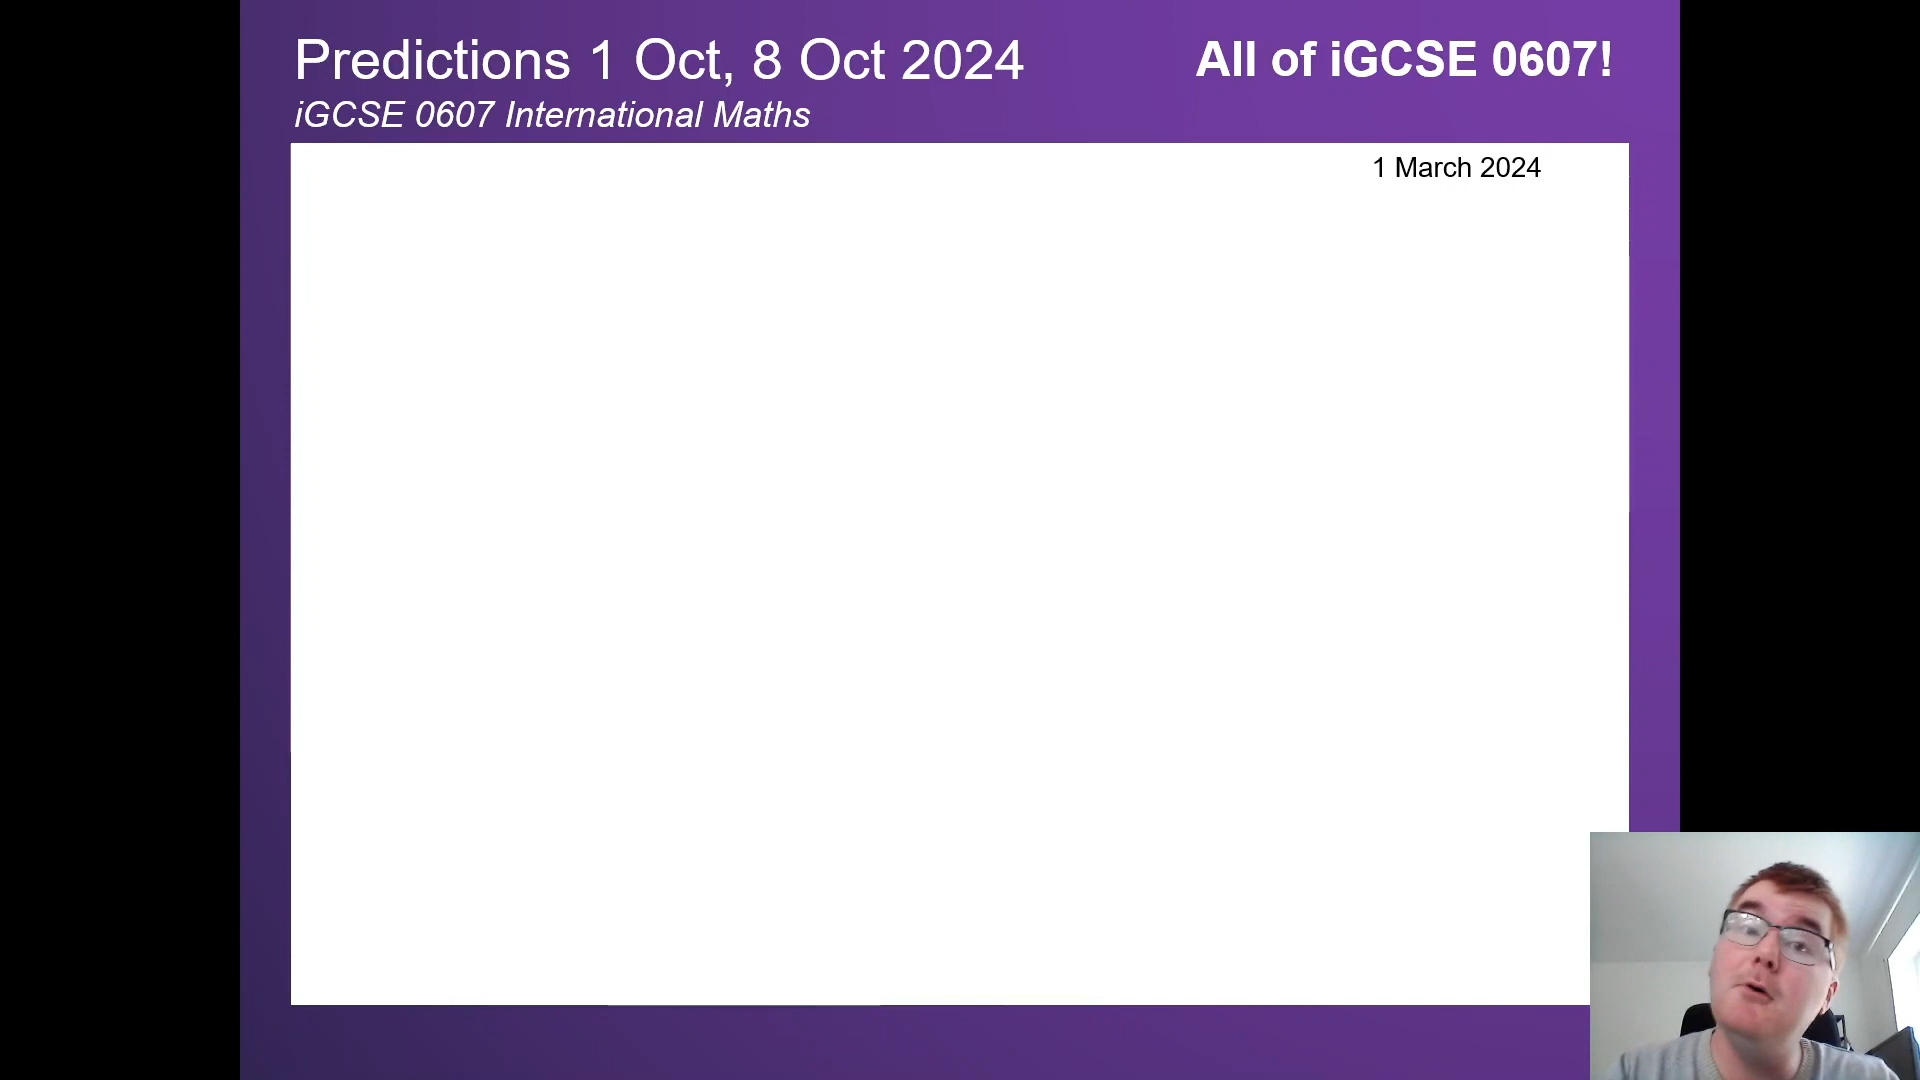 Predictions 1 Oct, 8 Oct 2024
All of iGCSE 0607!
iGCSE 0607 International Maths
1 March 2024